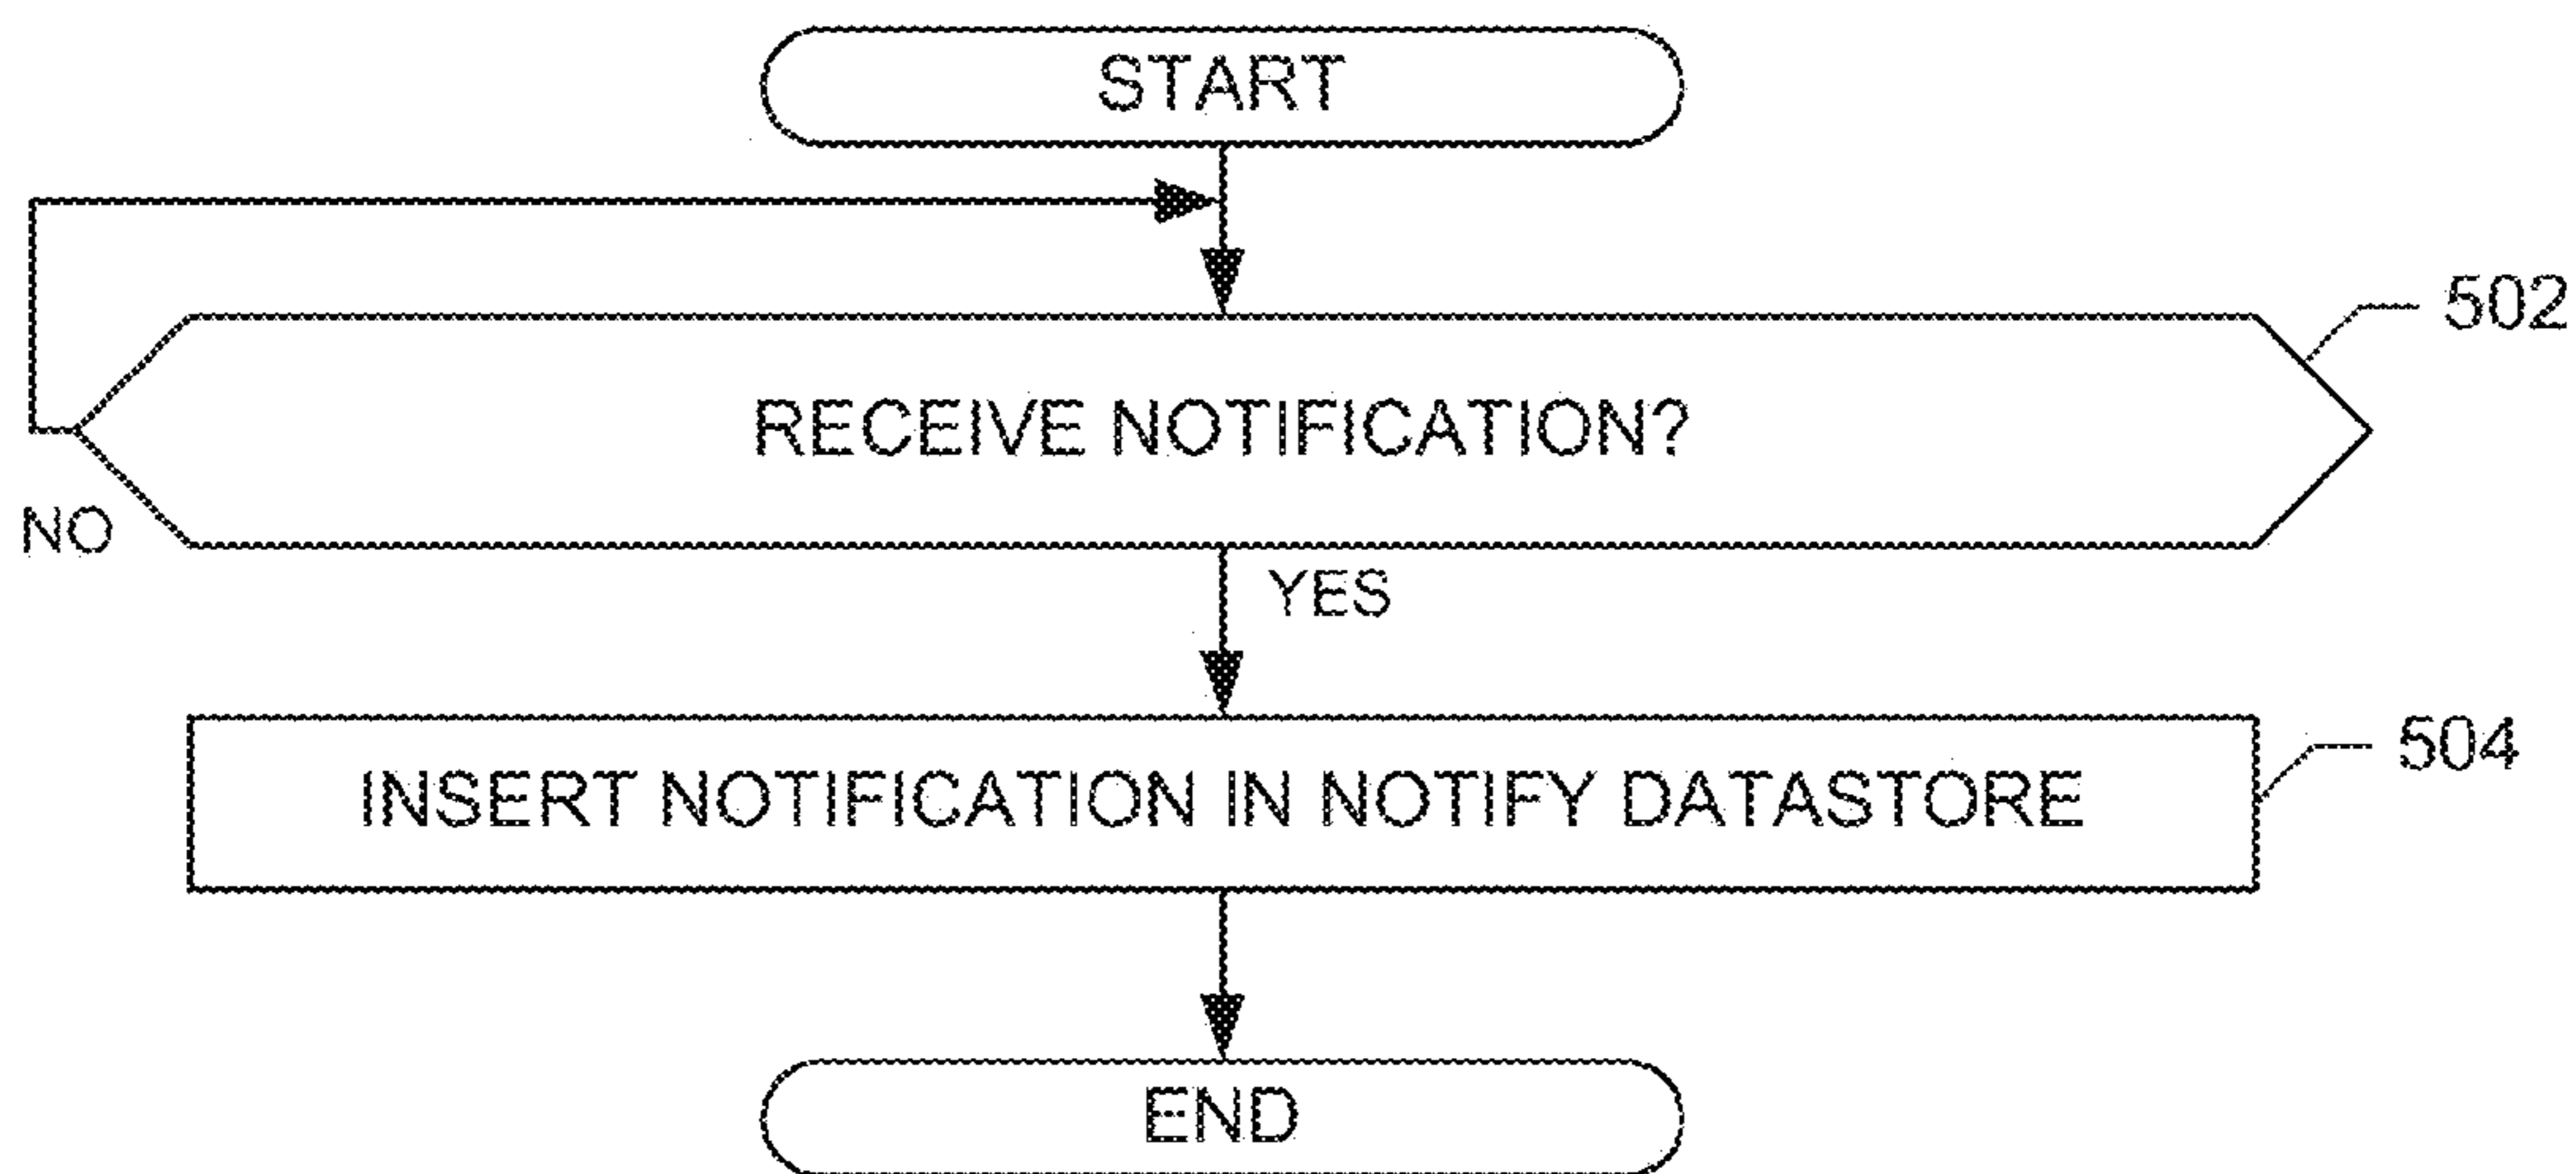 START
502
RECEIVE NOTIFICATION?
NO
YES
504
INSERT NOTIFICATION IN NOTIFY DATASTORE
END